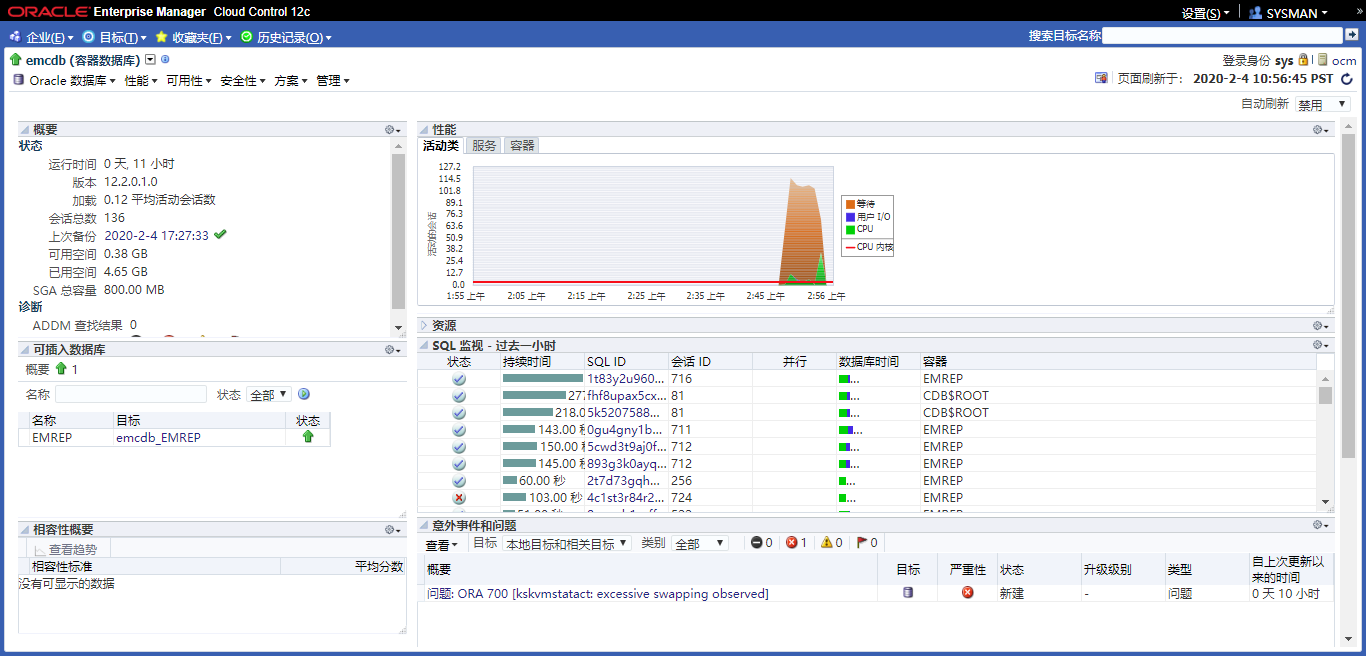 ORACLE Enterprise Manager Cloud Control 12c
设置(S) SYSMAN »
企业(E) 目标(T) 收藏夹(F) 历史记录(O) 搜索目标名称
emcdb (容器数据库) 登录身份 sys ocm
Oracle 数据库 性能 可用性 安全性 方案 管理 页面刷新于: 2020-2-4 10:56:45 PST
自动刷新 禁用
概要
状态
运行时间 0 天, 11 小时
版本 12.2.0.1.0
加载 0.12 平均活动会话数
会话总数 136
上次备份 2020-2-4 17:27:33
可用空间 0.38 GB
已用空间 4.65 GB
SGA 总容量 800.00 MB
诊断
ADDM 查找结果 0
可插入数据库
概要 1
名称 状态 全部
名称 目标 状态
EMREP emcdb_EMREP
相容性概要
查看趋势
相容性标准 平均分数
没有可显示的数据
性能
活动类 服务 容器
127.2
114.5
101.8
89.1
76.3
63.6
50.9
38.2
25.4
12.7
0.0
活动的会话
1:55 上午 2:05 上午 2:15 上午 2:25 上午 2:35 上午 2:45 上午 2:56 上午
等待
用户 I/O
CPU
CPU 内核
资源
SQL 监视 - 过去一小时
状态 持续时间 SQL ID 会话 ID 并行 数据库时间 容器
1t83y2u960... 716 ... EMREP
277 fhf8upax5cx... 81 ... CDB$ROOT
218.0 5k5207588... 81 ... CDB$ROOT
143.00 秒 0gu4gny1b... 711 ... EMREP
150.00 秒 5cwd3t9aj0f... 712 ... EMREP
145.00 秒 893g3k0ayq... 712 ... EMREP
60.00 秒 2t7d73gqh... 256 ... EMREP
103.00 秒 4c1st3r84r2... 724 ... EMREP
意外事件和问题
查看 目标 本地目标和相关目标 类别 全部 0 1 0 0
概要 目标 严重性 状态 升级级别 类型 自上次更新以
来的时间
问题: ORA 700 [kskvmstatact: excessive swapping observed] 新建 - 问题 0 天 10 小时